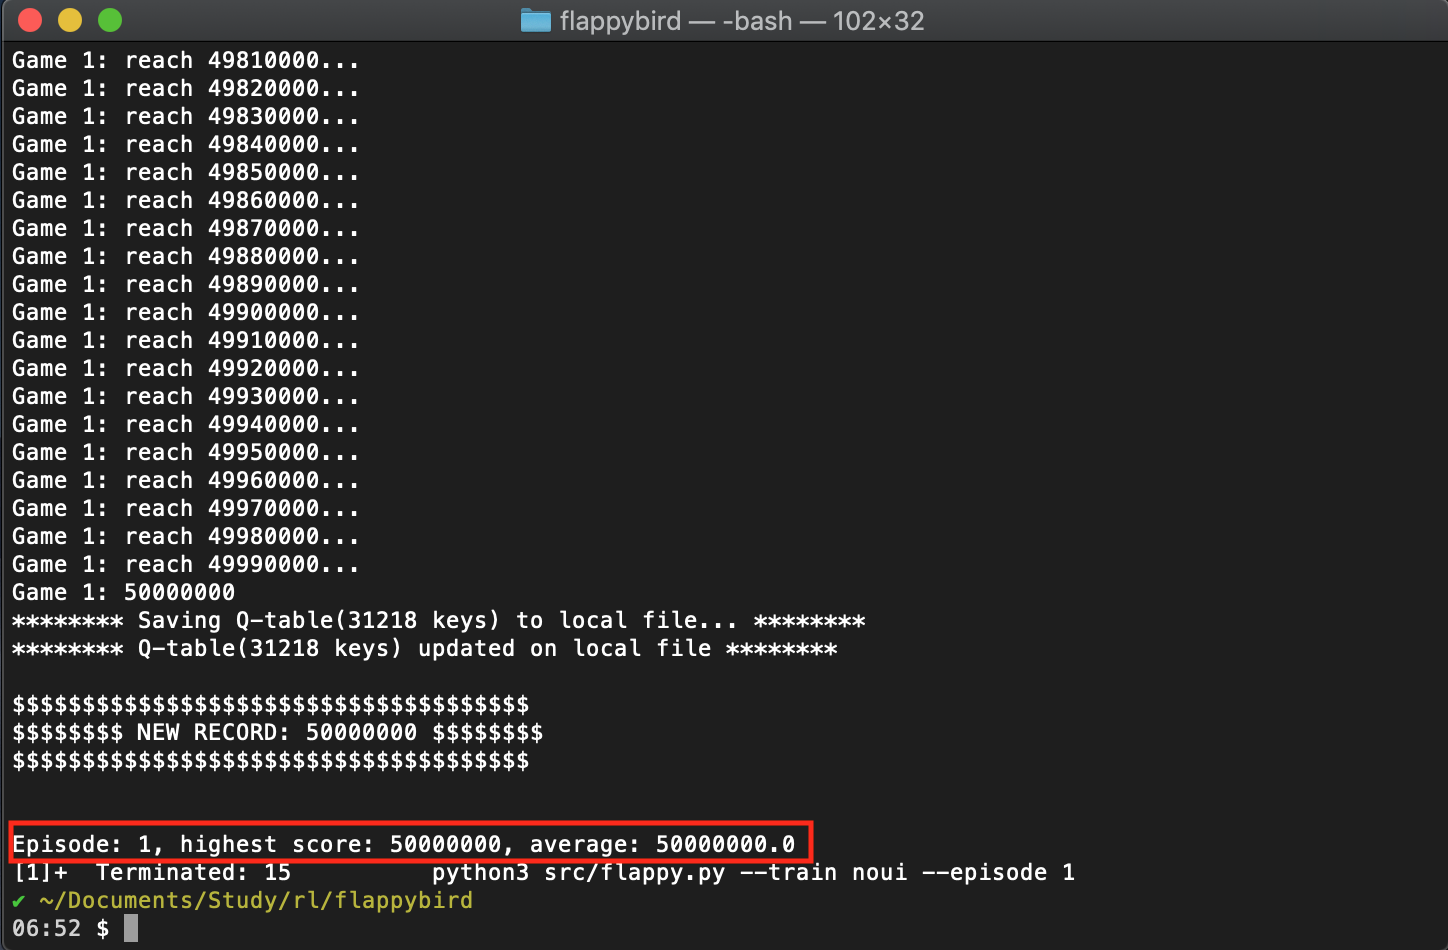 flappybird — -bash — 102×32
Game 1: reach 49810000...
Game 1: reach 49820000...
Game 1: reach 49830000...
Game 1: reach 49840000...
Game 1: reach 49850000...
Game 1: reach 49860000...
Game 1: reach 49870000...
Game 1: reach 49880000...
Game 1: reach 49890000...
Game 1: reach 49900000...
Game 1: reach 49910000...
Game 1: reach 49920000...
Game 1: reach 49930000...
Game 1: reach 49940000...
Game 1: reach 49950000...
Game 1: reach 49960000...
Game 1: reach 49970000...
Game 1: reach 49980000...
Game 1: reach 49990000...
Game 1: 50000000
******** Saving Q-table(31218 keys) to local file... ********
******** Q-table(31218 keys) updated on local file ********
$$$$$$$$$$$$$$$$$$$$$$$$$$$$$$$$$$$$$
$$$$$$$$ NEW RECORD: 50000000 $$$$$$$$
$$$$$$$$$$$$$$$$$$$$$$$$$$$$$$$$$$$$$
Episode: 1, highest score: 50000000, average: 50000000.0
[1]+  Terminated: 15          python3 src/flappy.py --train noui --episode 1
✔ ~/Documents/Study/rl/flappybird
06:52 $